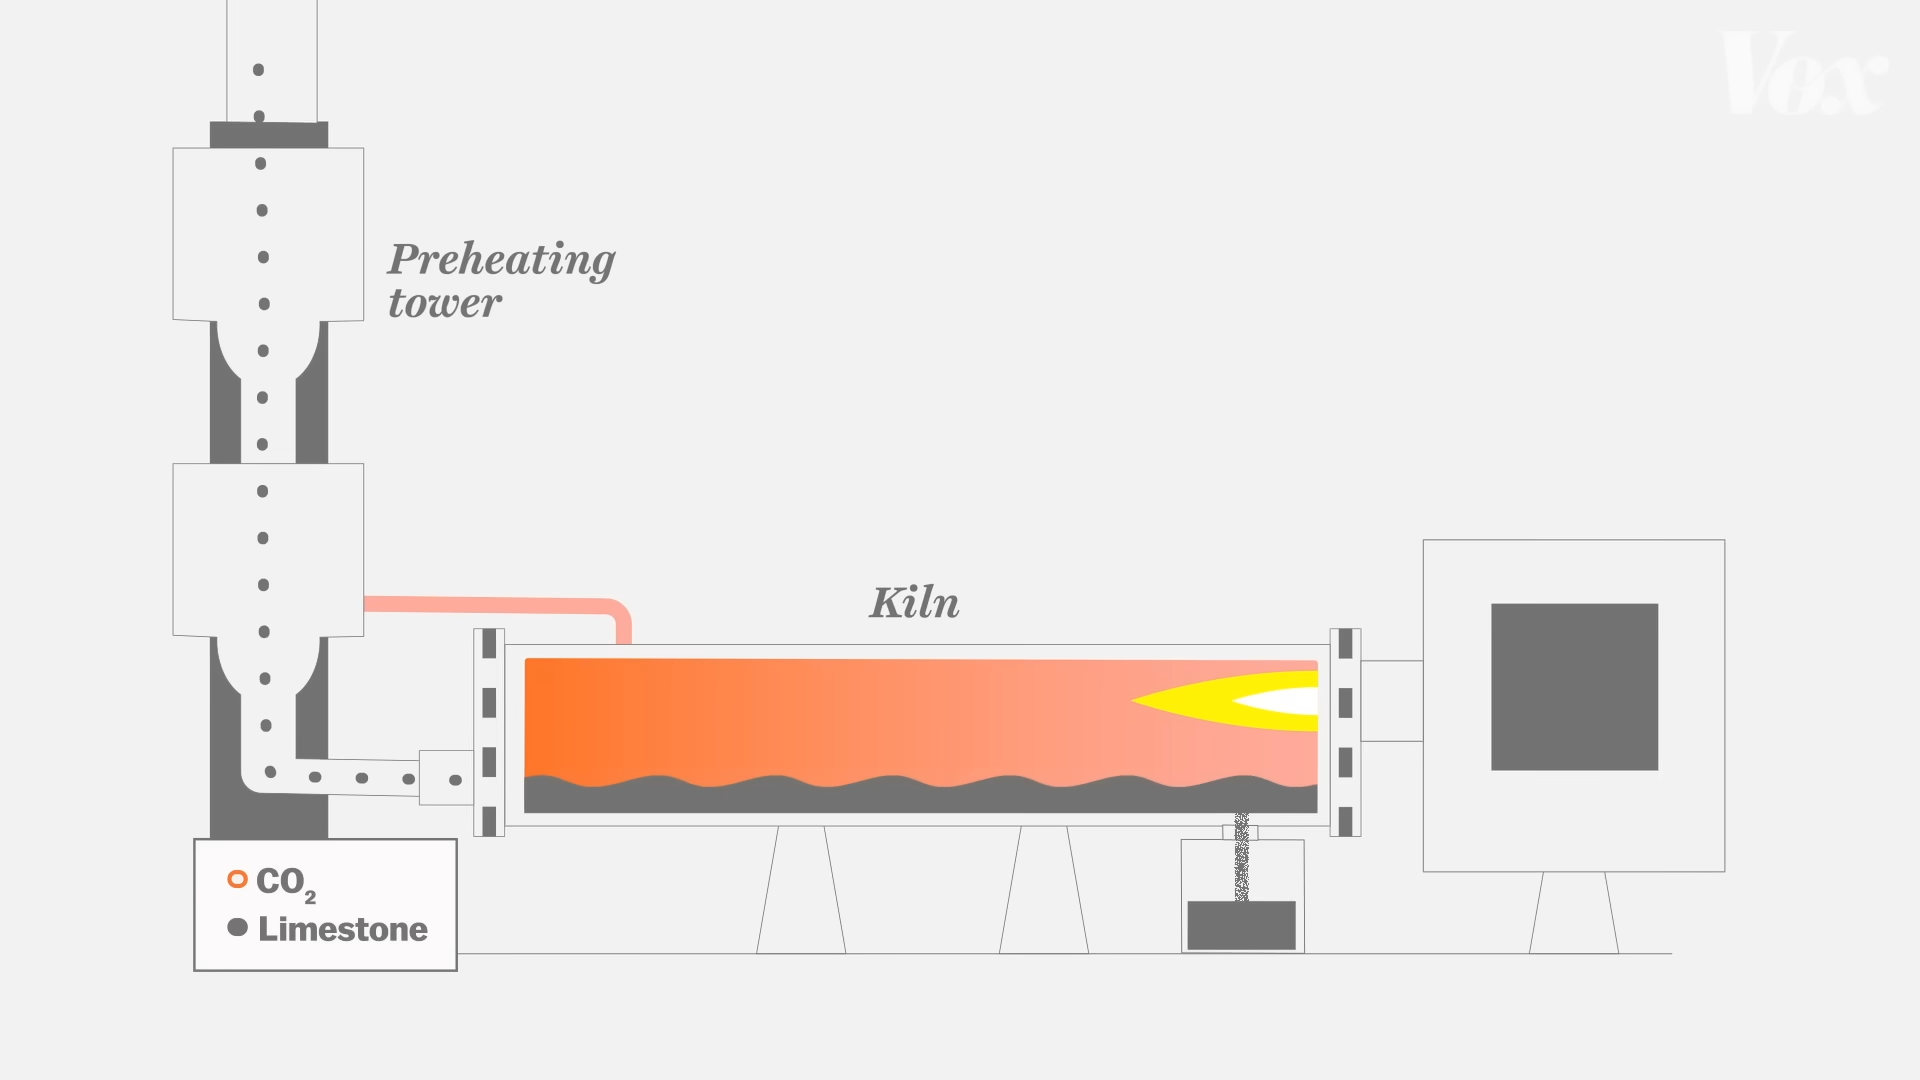 Vox
Preheating
tower
Kiln
CO₂
Limestone